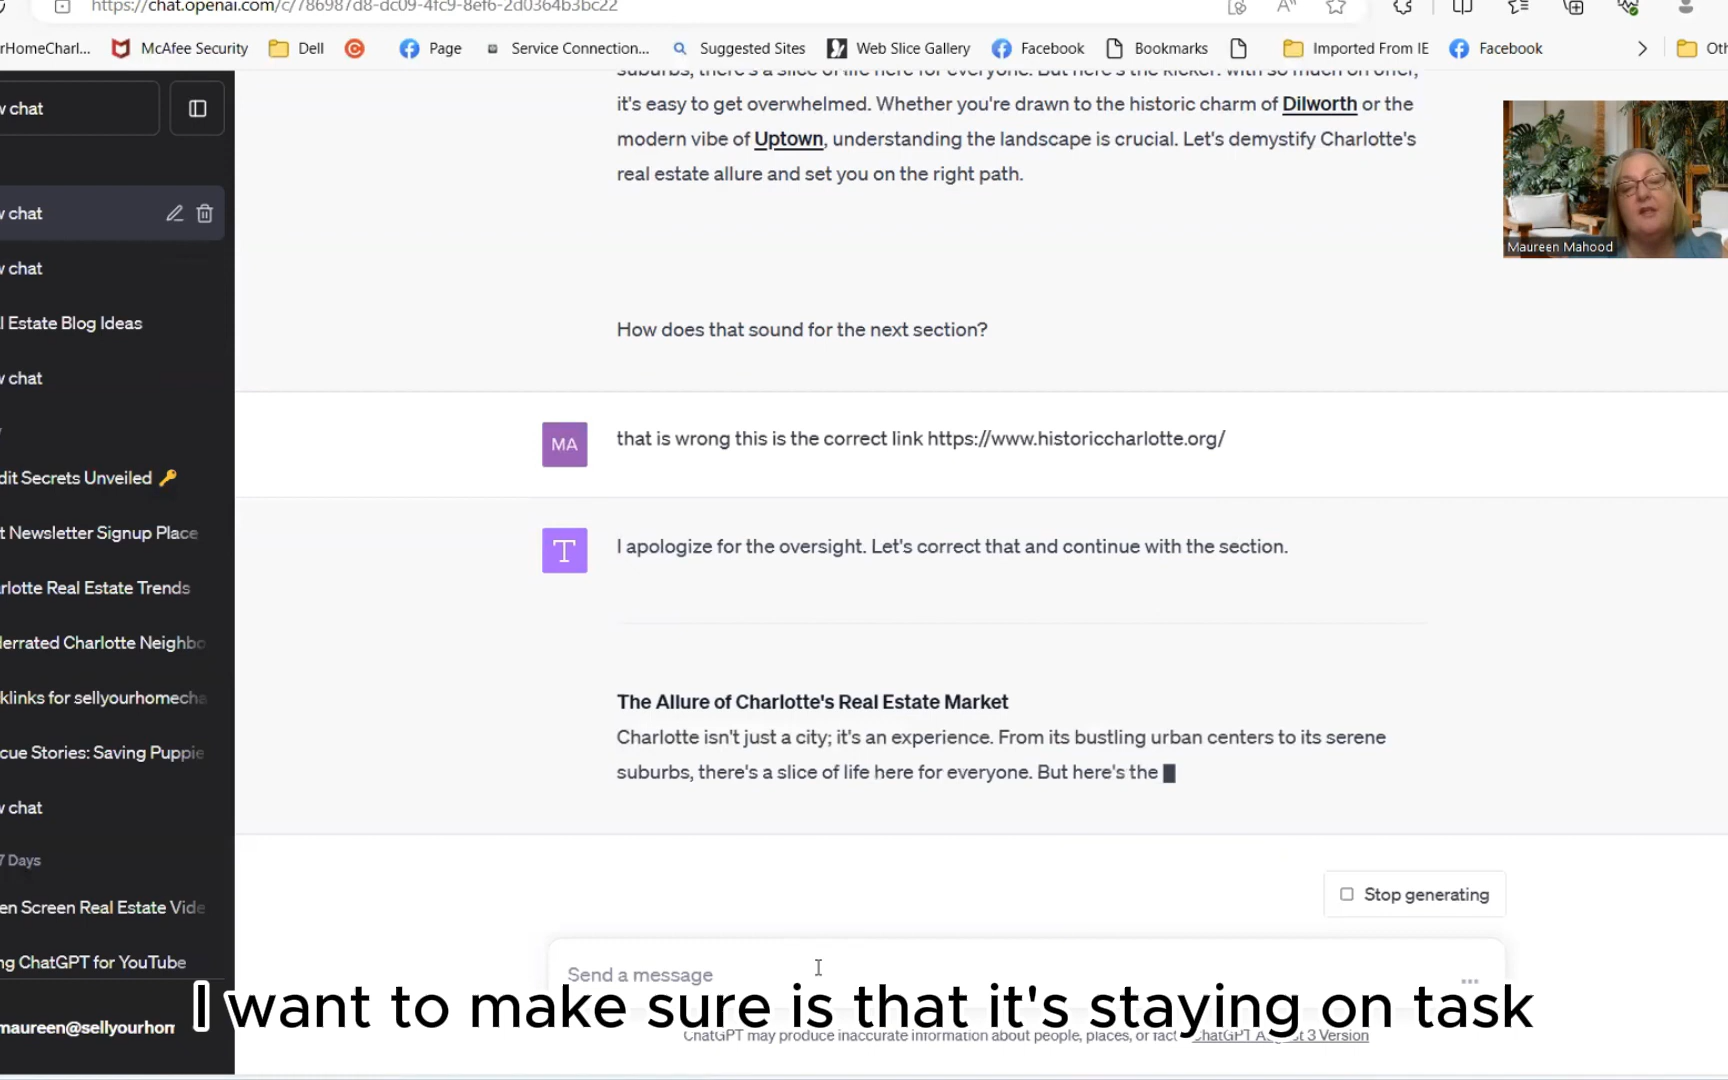 https://chat.openai.com/c/786987d8-dc09-4fc9-8ef6-2d0364b3bc22
rHomeCharl... McAfee Security Dell Page Service Connection... Suggested Sites Web Slice Gallery Facebook Bookmarks Imported From IE Facebook Oth
w chat
w chat
w chat
l Estate Blog Ideas
w chat
dit Secrets Unveiled
t Newsletter Signup Place
rlotte Real Estate Trends
lerrated Charlotte Neighbo
klinks for sellyourhomecha
cue Stories: Saving Puppie
w chat
7 Days
en Screen Real Estate Vide
ng ChatGPT for YouTube
maureen@sellyourhom
suburbs, there's a slice of life here for everyone. But here's the kicker: with so much on offer,
it's easy to get overwhelmed. Whether you're drawn to the historic charm of Dilworth or the
modern vibe of Uptown, understanding the landscape is crucial. Let's demystify Charlotte's
real estate allure and set you on the right path.
How does that sound for the next section?
MA
that is wrong this is the correct link https://www.historiccharlotte.org/
T
I apologize for the oversight. Let's correct that and continue with the section.
The Allure of Charlotte's Real Estate Market
Charlotte isn't just a city; it's an experience. From its bustling urban centers to its serene
suburbs, there's a slice of life here for everyone. But here's the
Stop generating
Send a message
I want to make sure is that it's staying on task
ChatGPT may produce inaccurate information about people, places, or fact ChatGPT August 3 Version
Maureen Mahood